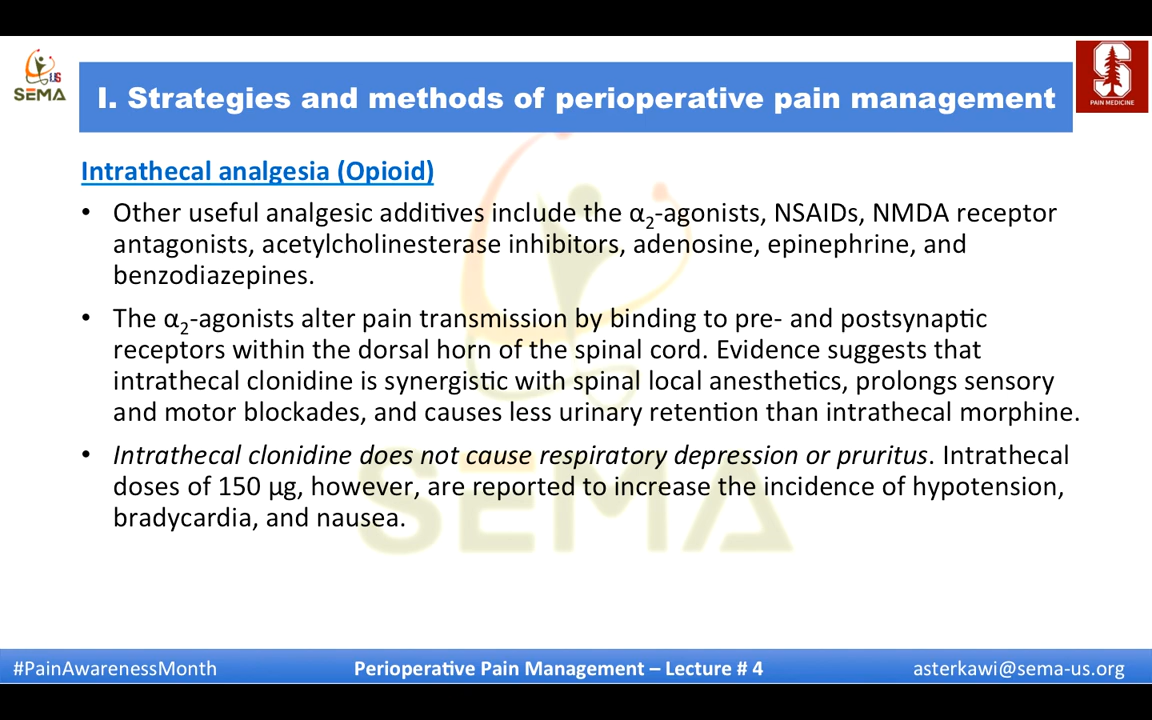 US
SEMA
I. Strategies and methods of perioperative pain management
PAIN MEDICINE
Intrathecal analgesia (Opioid)
• Other useful analgesic additives include the α2-agonists, NSAIDs, NMDA receptor
antagonists, acetylcholinesterase inhibitors, adenosine, epinephrine, and
benzodiazepines.
• The α2-agonists alter pain transmission by binding to pre- and postsynaptic
receptors within the dorsal horn of the spinal cord. Evidence suggests that
intrathecal clonidine is synergistic with spinal local anesthetics, prolongs sensory
and motor blockades, and causes less urinary retention than intrathecal morphine.
• Intrathecal clonidine does not cause respiratory depression or pruritus. Intrathecal
doses of 150 µg, however, are reported to increase the incidence of hypotension,
bradycardia, and nausea.
SEMA
#PainAwarenessMonth
Perioperative Pain Management – Lecture # 4
asterkawi@sema-us.org